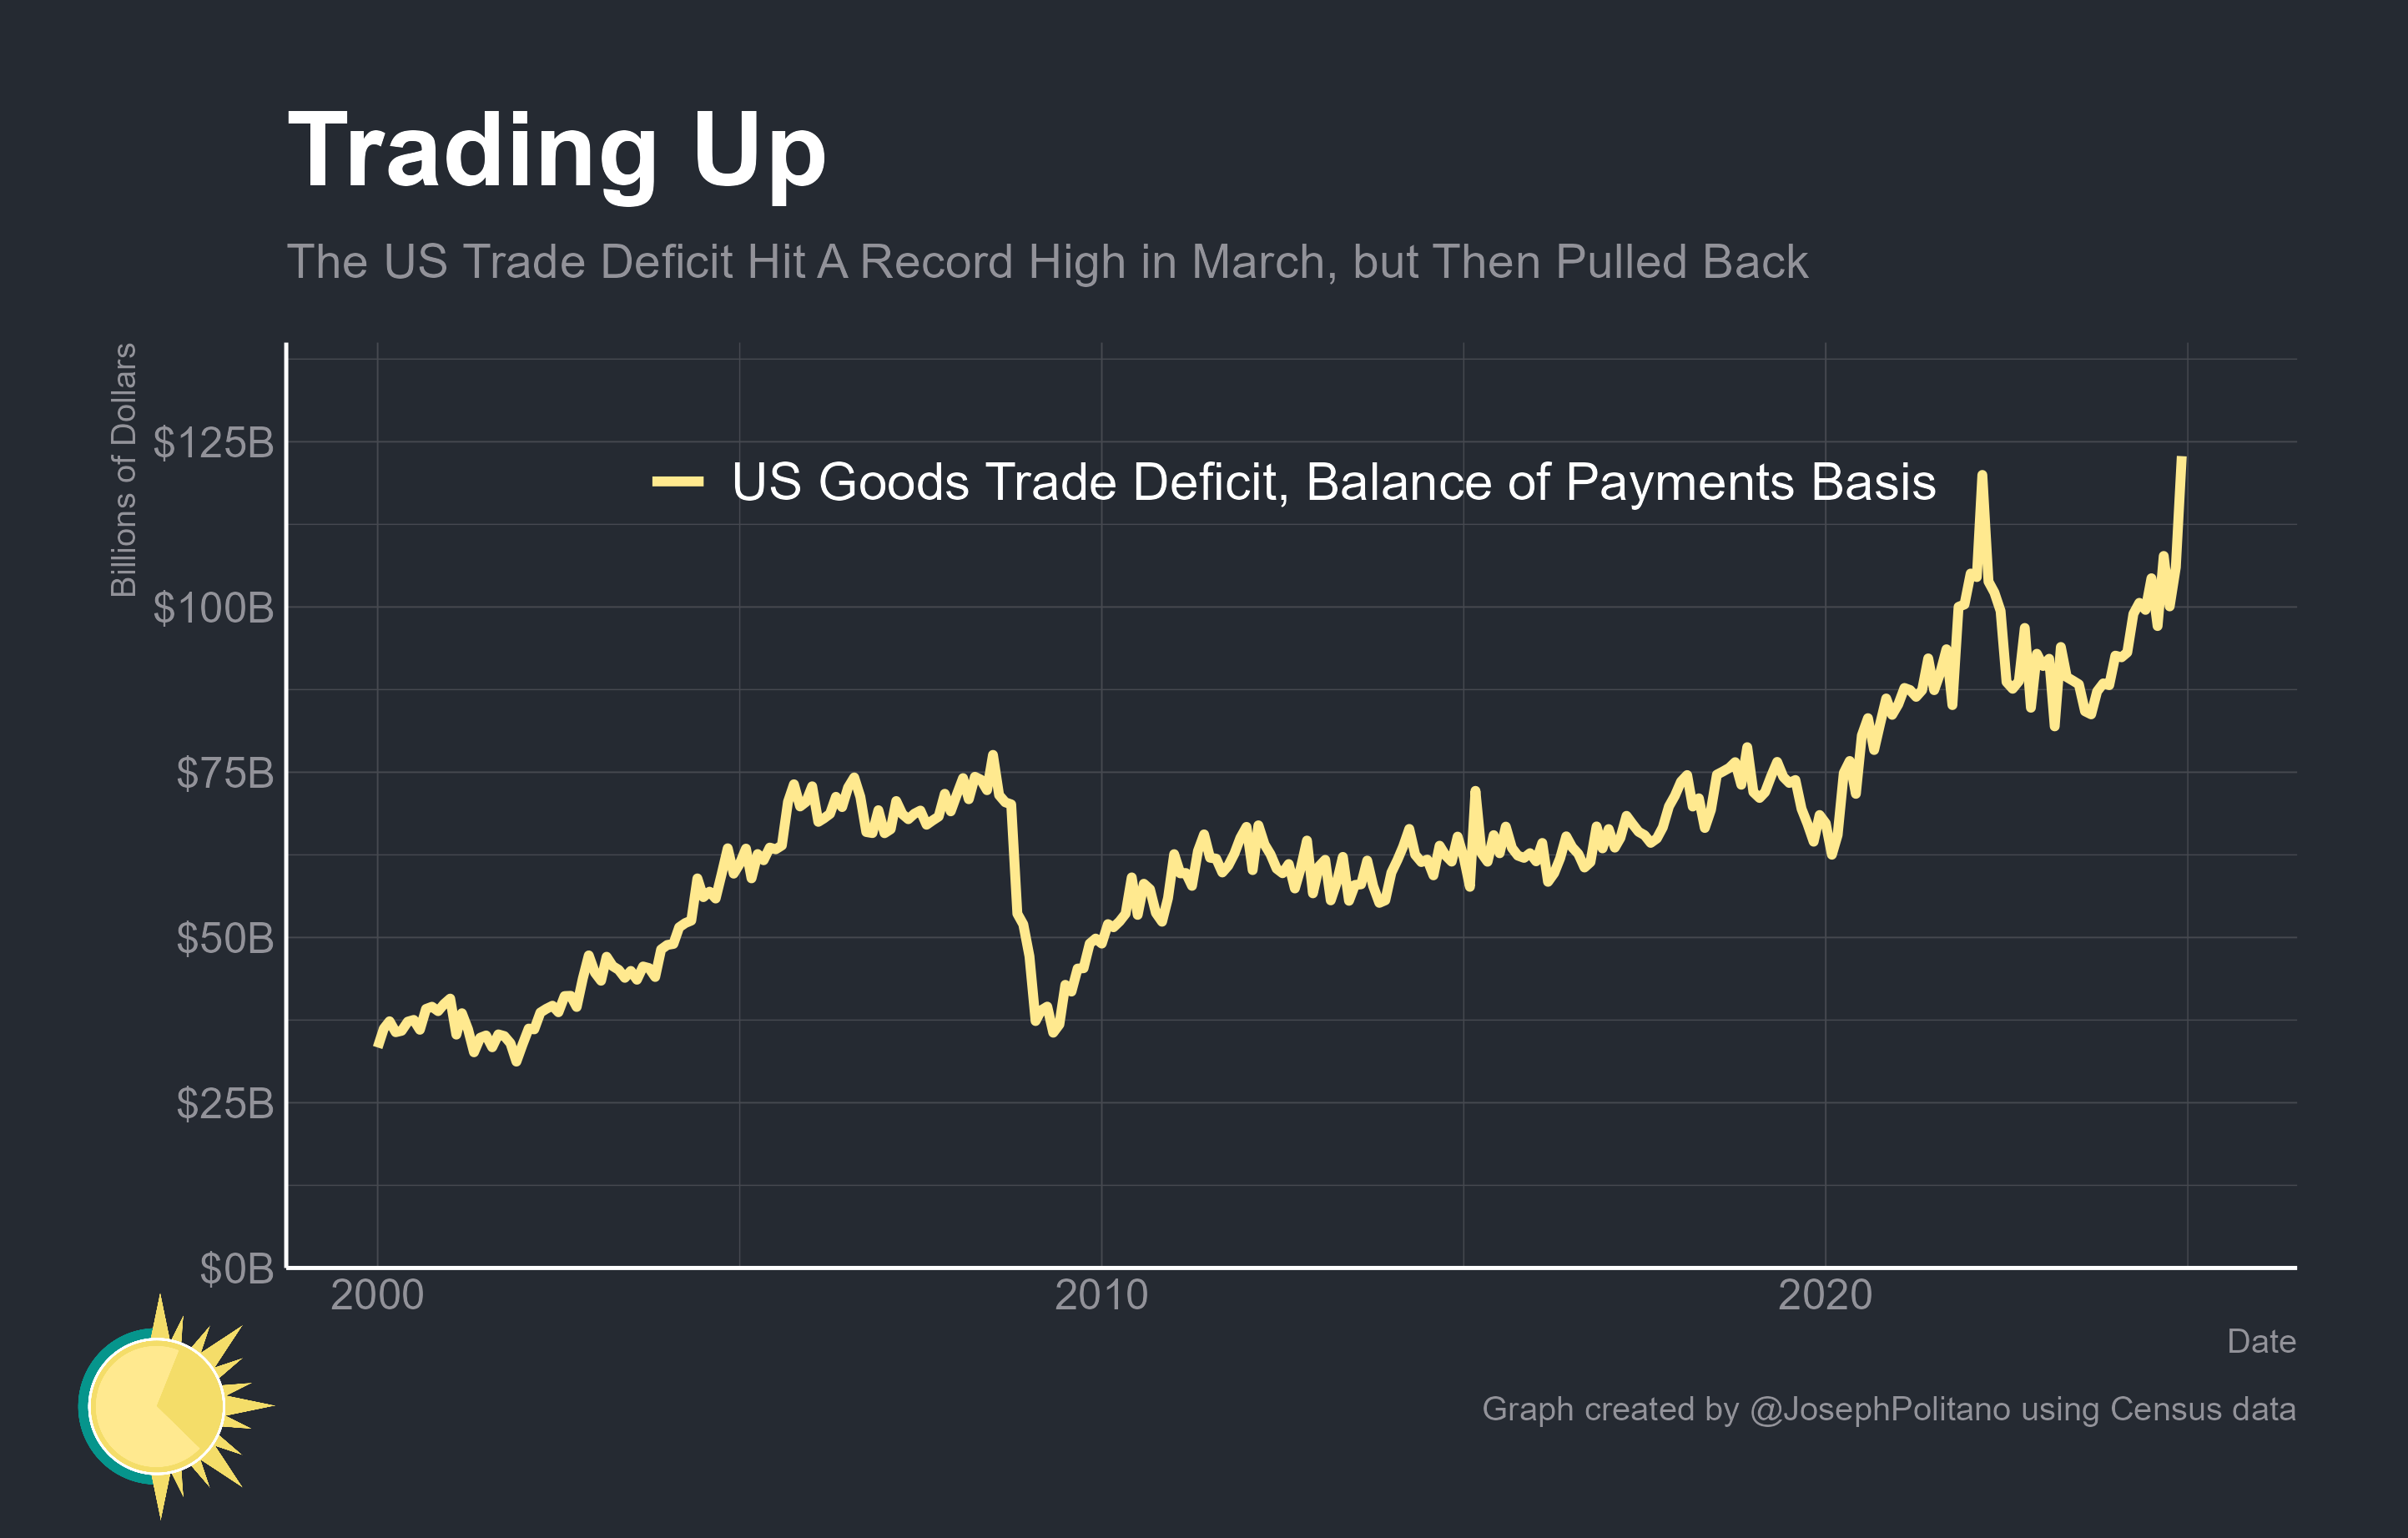 Trading Up
The US Trade Deficit Hit A Record High in March, but Then Pulled Back
Billions of Dollars
$125B
US Goods Trade Deficit, Balance of Payments Basis
$100B
$75B
$50B
$25B
$0B
2000 2010 2020
Date
Graph created by @JosephPolitano using Census data